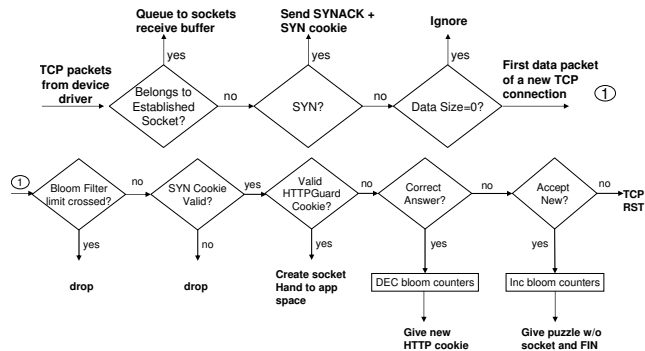 Queue to sockets
receive buffer
Send SYNACK +
SYN cookie
Ignore
yes
yes
yes
TCP packets
from device
driver
Belongs to
Established
Socket?
no
SYN?
no
Data Size=0?
First data packet
of a new TCP
connection
1
1
Bloom Filter
limit crossed?
no
SYN Cookie
Valid?
yes
Valid
HTTPGuard
Cookie?
no
Correct
Answer?
no
Accept
New?
no
TCP
RST
yes
no
yes
yes
yes
drop
drop
Create socket
Hand to app
space
DEC bloom counters
Inc bloom counters
Give new
HTTP cookie
Give puzzle w/o
socket and FIN